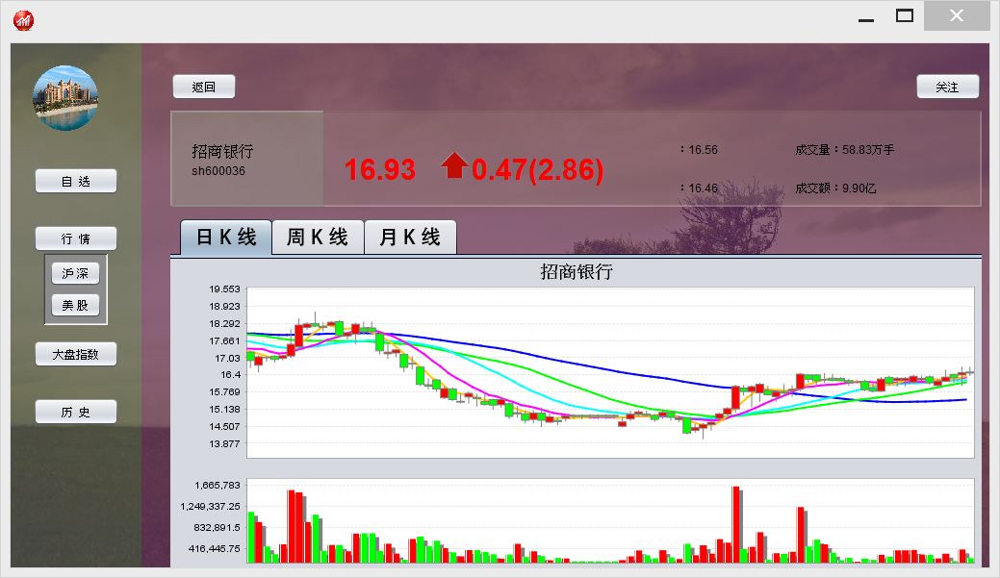 返回
关注
招商银行
sh600036
16.93
0.47(2.86)
：16.56
成交量：58.83万手
：16.46
成交额：9.90亿
自 选
行 情
沪 深
美 股
大盘指数
历 史
日 K 线
周 K 线
月 K 线
招商银行
19.553
18.923
18.292
17.661
17.03
16.4
15.769
15.138
14.507
13.877
1,665,783
1,249,337.25
832,891.5
416,445.75